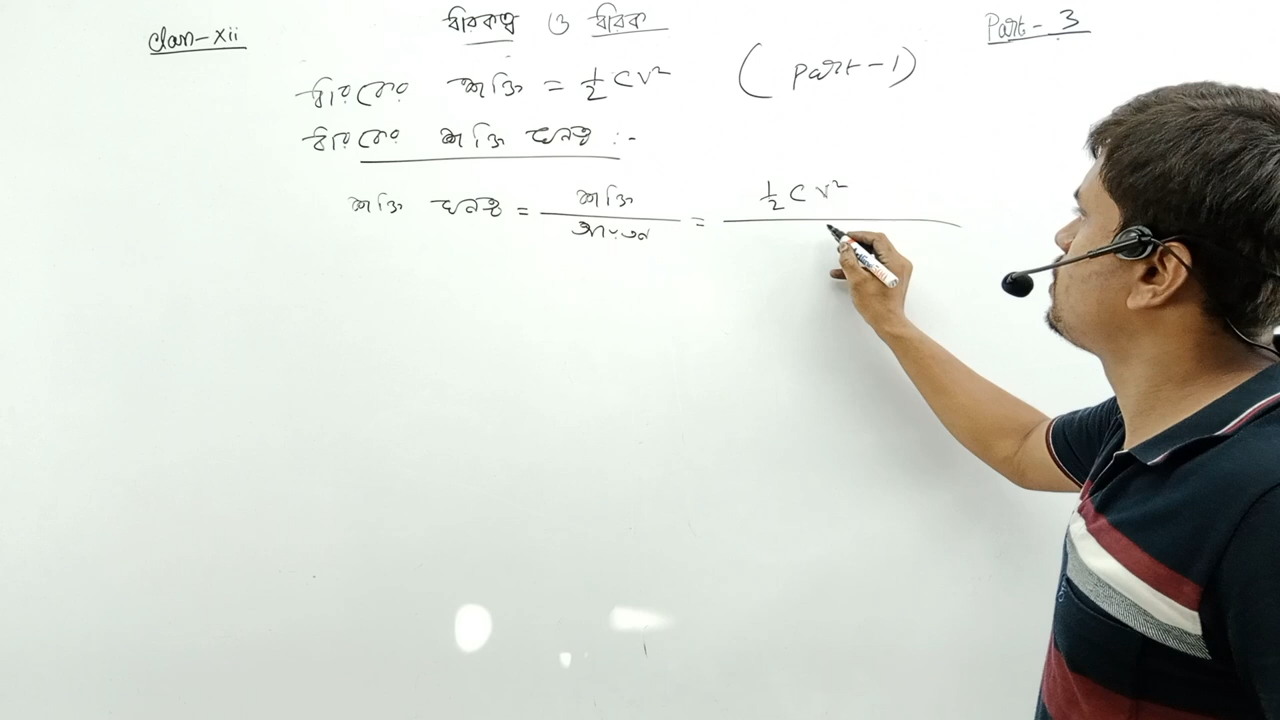 Class-xii
ধারকত্ব ও ধারক
Part-3
ধারকের শক্তি = 1/2 CV² (Part-1)
ধারকের শক্তি ঘনত্ব :-
শক্তি ঘনত্ব = শক্তি / আয়তন = 1/2 CV²